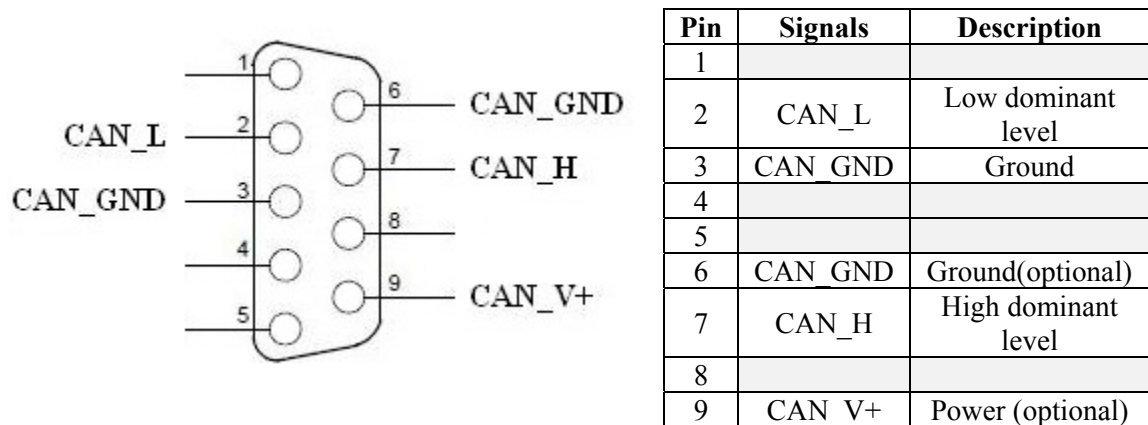 1
6
CAN_GND
CAN_L
2
7
CAN_H
CAN_GND
3
8
4
9
CAN_V+
5
Pin Signals Description
1
2 CAN_L Low dominant
level
3 CAN_GND Ground
4
5
6 CAN_GND Ground(optional)
7 CAN_H High dominant
level
8
9 CAN_V+ Power (optional)